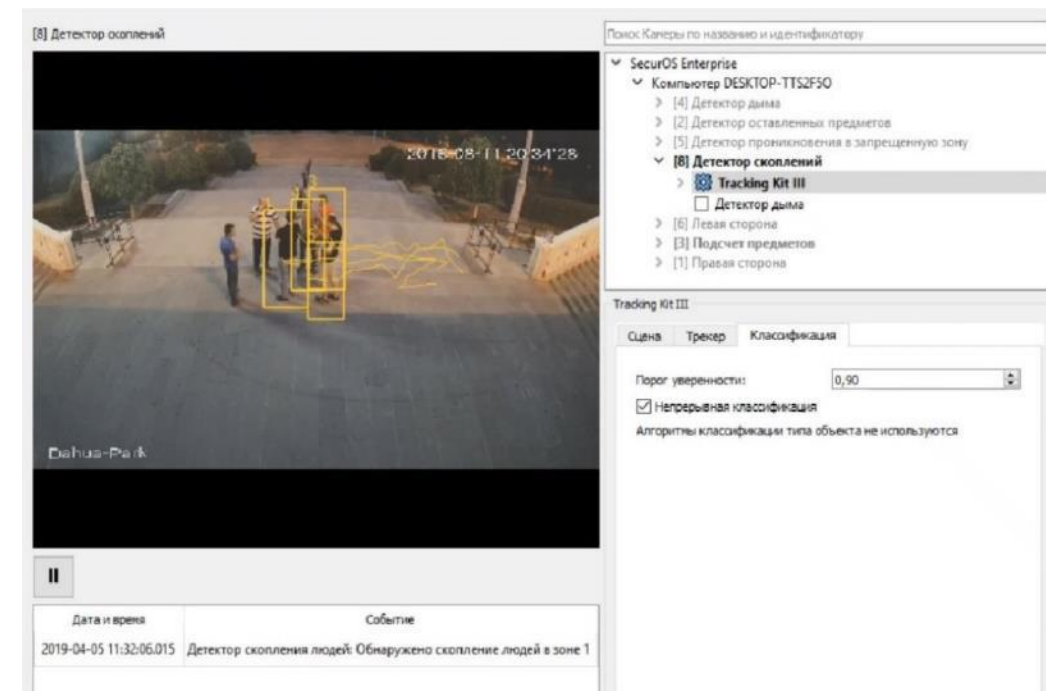 [8] Детектор скоплений
2018-08-11 20:34:28
Dahua-Park
Дата и время Событие
2019-04-05 11:32:06.015 Детектор скопления людей: Обнаружено скопление людей в зоне 1
Поиск Камеры по названию и идентификатору
SecurOS Enterprise
Компьютер DESKTOP-TTS2F5O
[4] Детектор дыма
[2] Детектор оставленных предметов
[5] Детектор проникновения в запрещенную зону
[8] Детектор скоплений
Tracking Kit III
Детектор дыма
[6] Левая сторона
[3] Подсчет предметов
[1] Правая сторона
Tracking Kit III
Сцена Трекер Классификация
Порог уверенности: 0,90
Непрерывная классификация
Алгоритмы классификации типа объекта не используются